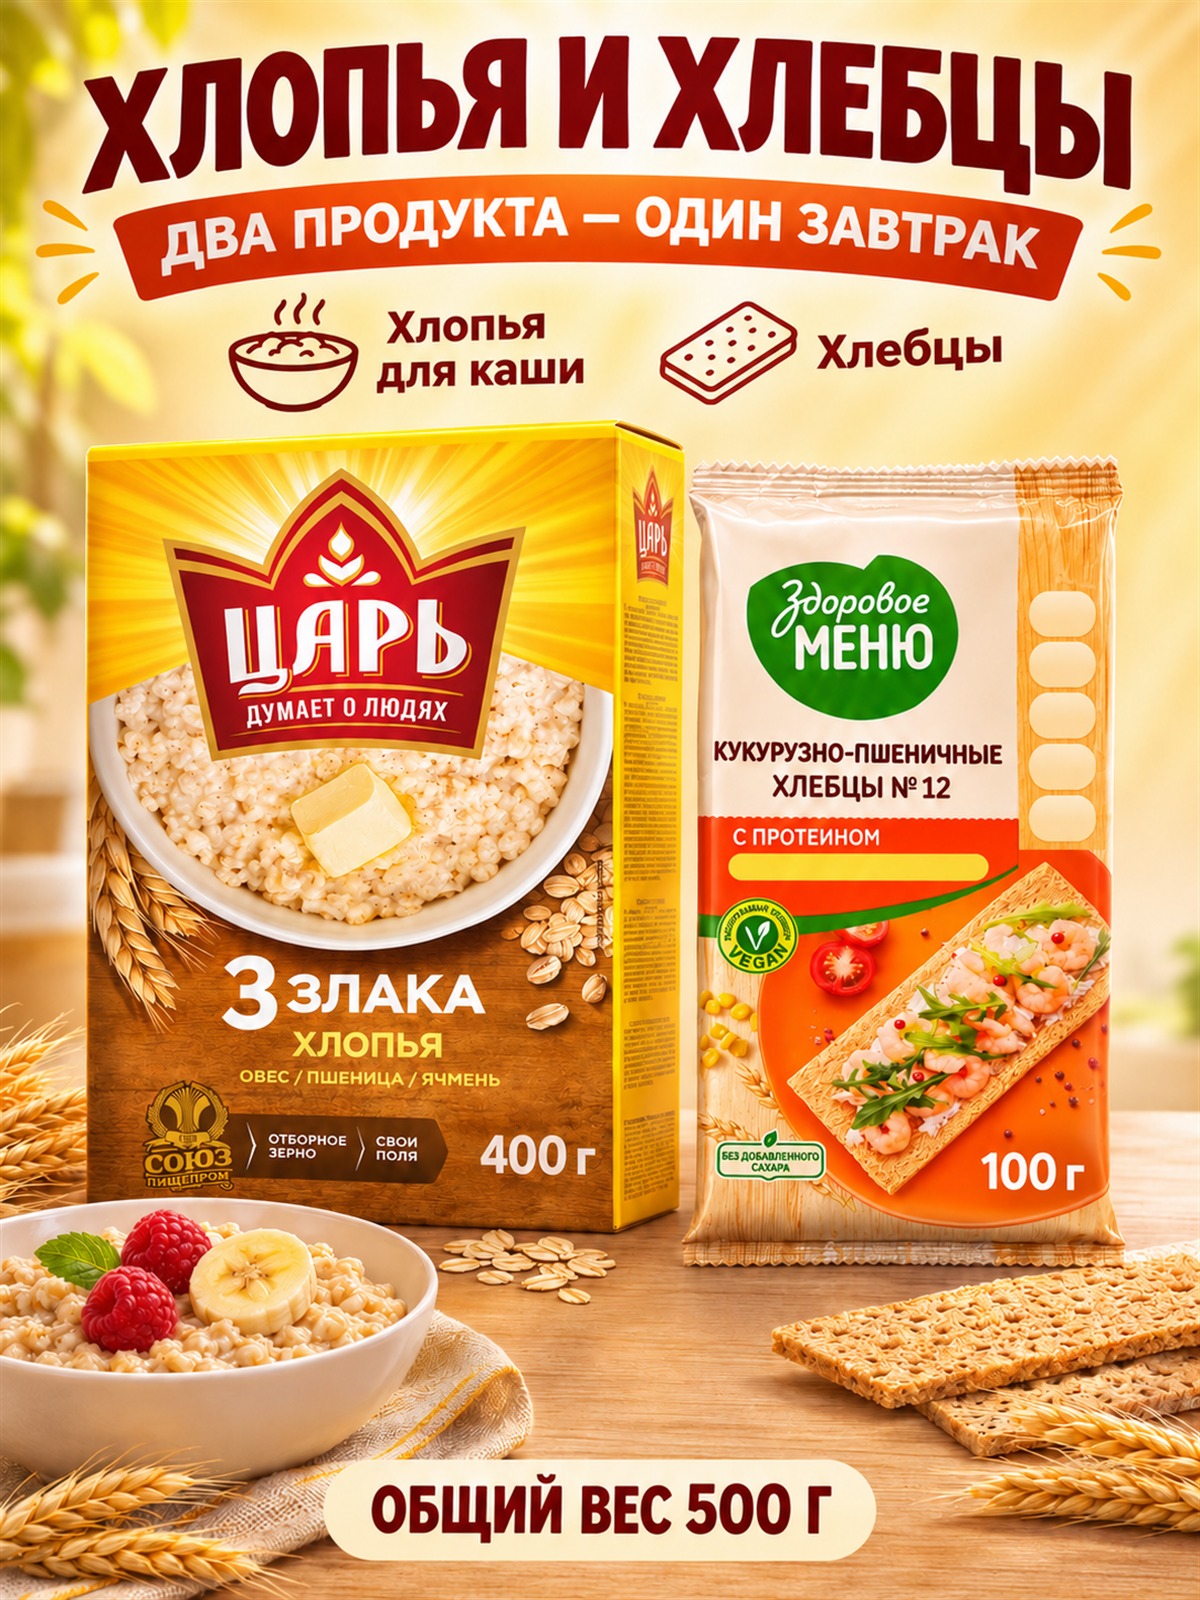 ХЛОПЬЯ И ХЛЕБЦЫ
ДВА ПРОДУКТА – ОДИН ЗАВТРАК
Хлопья
для каши
Хлебцы
ЦАРЬ
ДУМАЕТ О ЛЮДЯХ
3 ЗЛАКА
ХЛОПЬЯ
ОВЕС / ПШЕНИЦА / ЯЧМЕНЬ
СОЮЗ
ПИЩЕПРОМ
ОТБОРНОЕ
ЗЕРНО
СВОИ
ПОЛЯ
400 г
ЦАРЬ
Здоровое
МЕНЮ
КУКУРУЗНО-ПШЕНИЧНЫЕ
ХЛЕБЦЫ № 12
С ПРОТЕИНОМ
VEGAN
БЕЗ ДОБАВЛЕННОГО
САХАРА
100 г
ОБЩИЙ ВЕС 500 Г